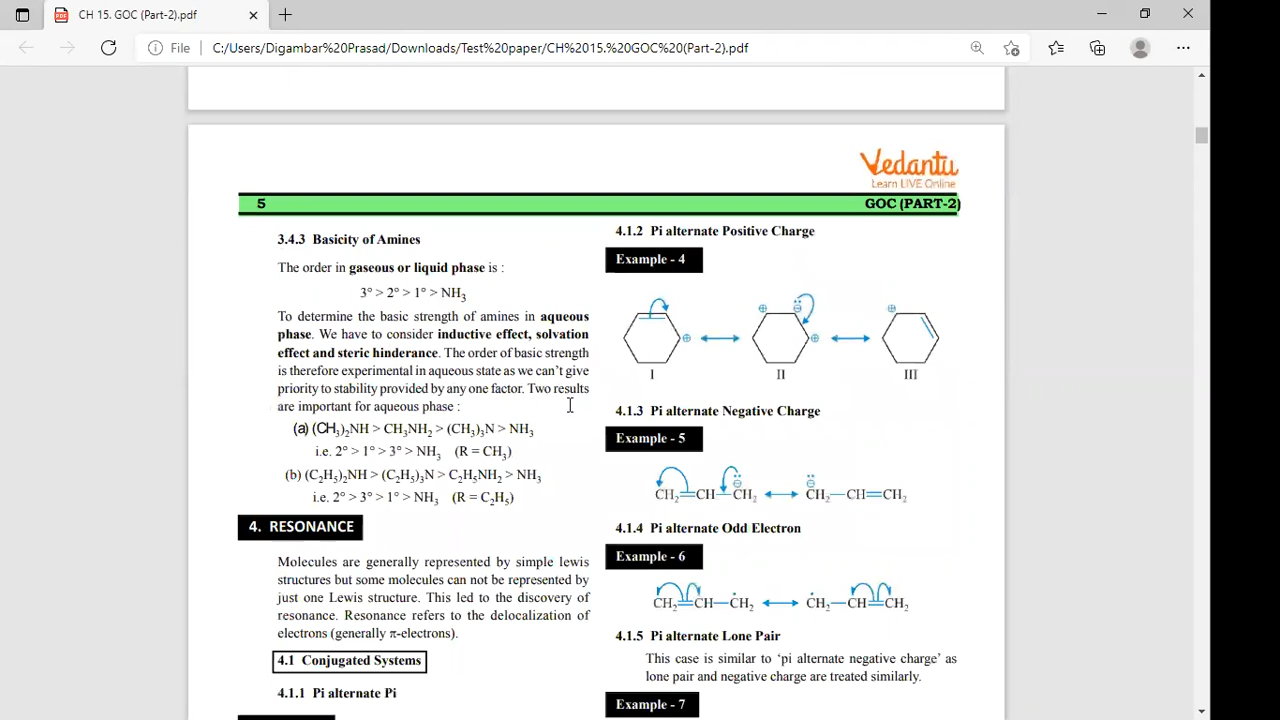 CH 15. GOC (Part-2).pdf
File
C:/Users/Digambar%20Prasad/Downloads/Test%20paper/CH%2015.%20GOC%20(Part-2).pdf
Vedantu
Learn LIVE Online
5
GOC (PART-2)
3.4.3 Basicity of Amines
The order in gaseous or liquid phase is :
3° > 2° > 1° > NH₃
To determine the basic strength of amines in aqueous
phase. We have to consider inductive effect, solvation
effect and steric hinderance. The order of basic strength
is therefore experimental in aqueous state as we can't give
priority to stability provided by any one factor. Two results
are important for aqueous phase :
(a) (CH₃)₂NH > CH₃NH₂ > (CH₃)₃N > NH₃
i.e. 2° > 1° > 3° > NH₃ (R = CH₃)
(b) (C₂H₅)₂NH > (C₂H₅)₃N > C₂H₅NH₂ > NH₃
i.e. 2° > 3° > 1° > NH₃ (R = C₂H₅)
4. RESONANCE
Molecules are generally represented by simple lewis
structures but some molecules can not be represented by
just one Lewis structure. This led to the discovery of
resonance. Resonance refers to the delocalization of
electrons (generally π-electrons).
4.1 Conjugated Systems
4.1.1 Pi alternate Pi
4.1.2 Pi alternate Positive Charge
Example - 4
⊕ ⊕ ⊖ ⊕ ⊕
I II III
4.1.3 Pi alternate Negative Charge
Example - 5
CH₂=CH—CH₂ ⟷ CH₂—CH=CH₂
4.1.4 Pi alternate Odd Electron
Example - 6
CH₂=CH—ĊH₂ ⟷ ĊH₂—CH=CH₂
4.1.5 Pi alternate Lone Pair
This case is similar to 'pi alternate negative charge' as
lone pair and negative charge are treated similarly.
Example - 7